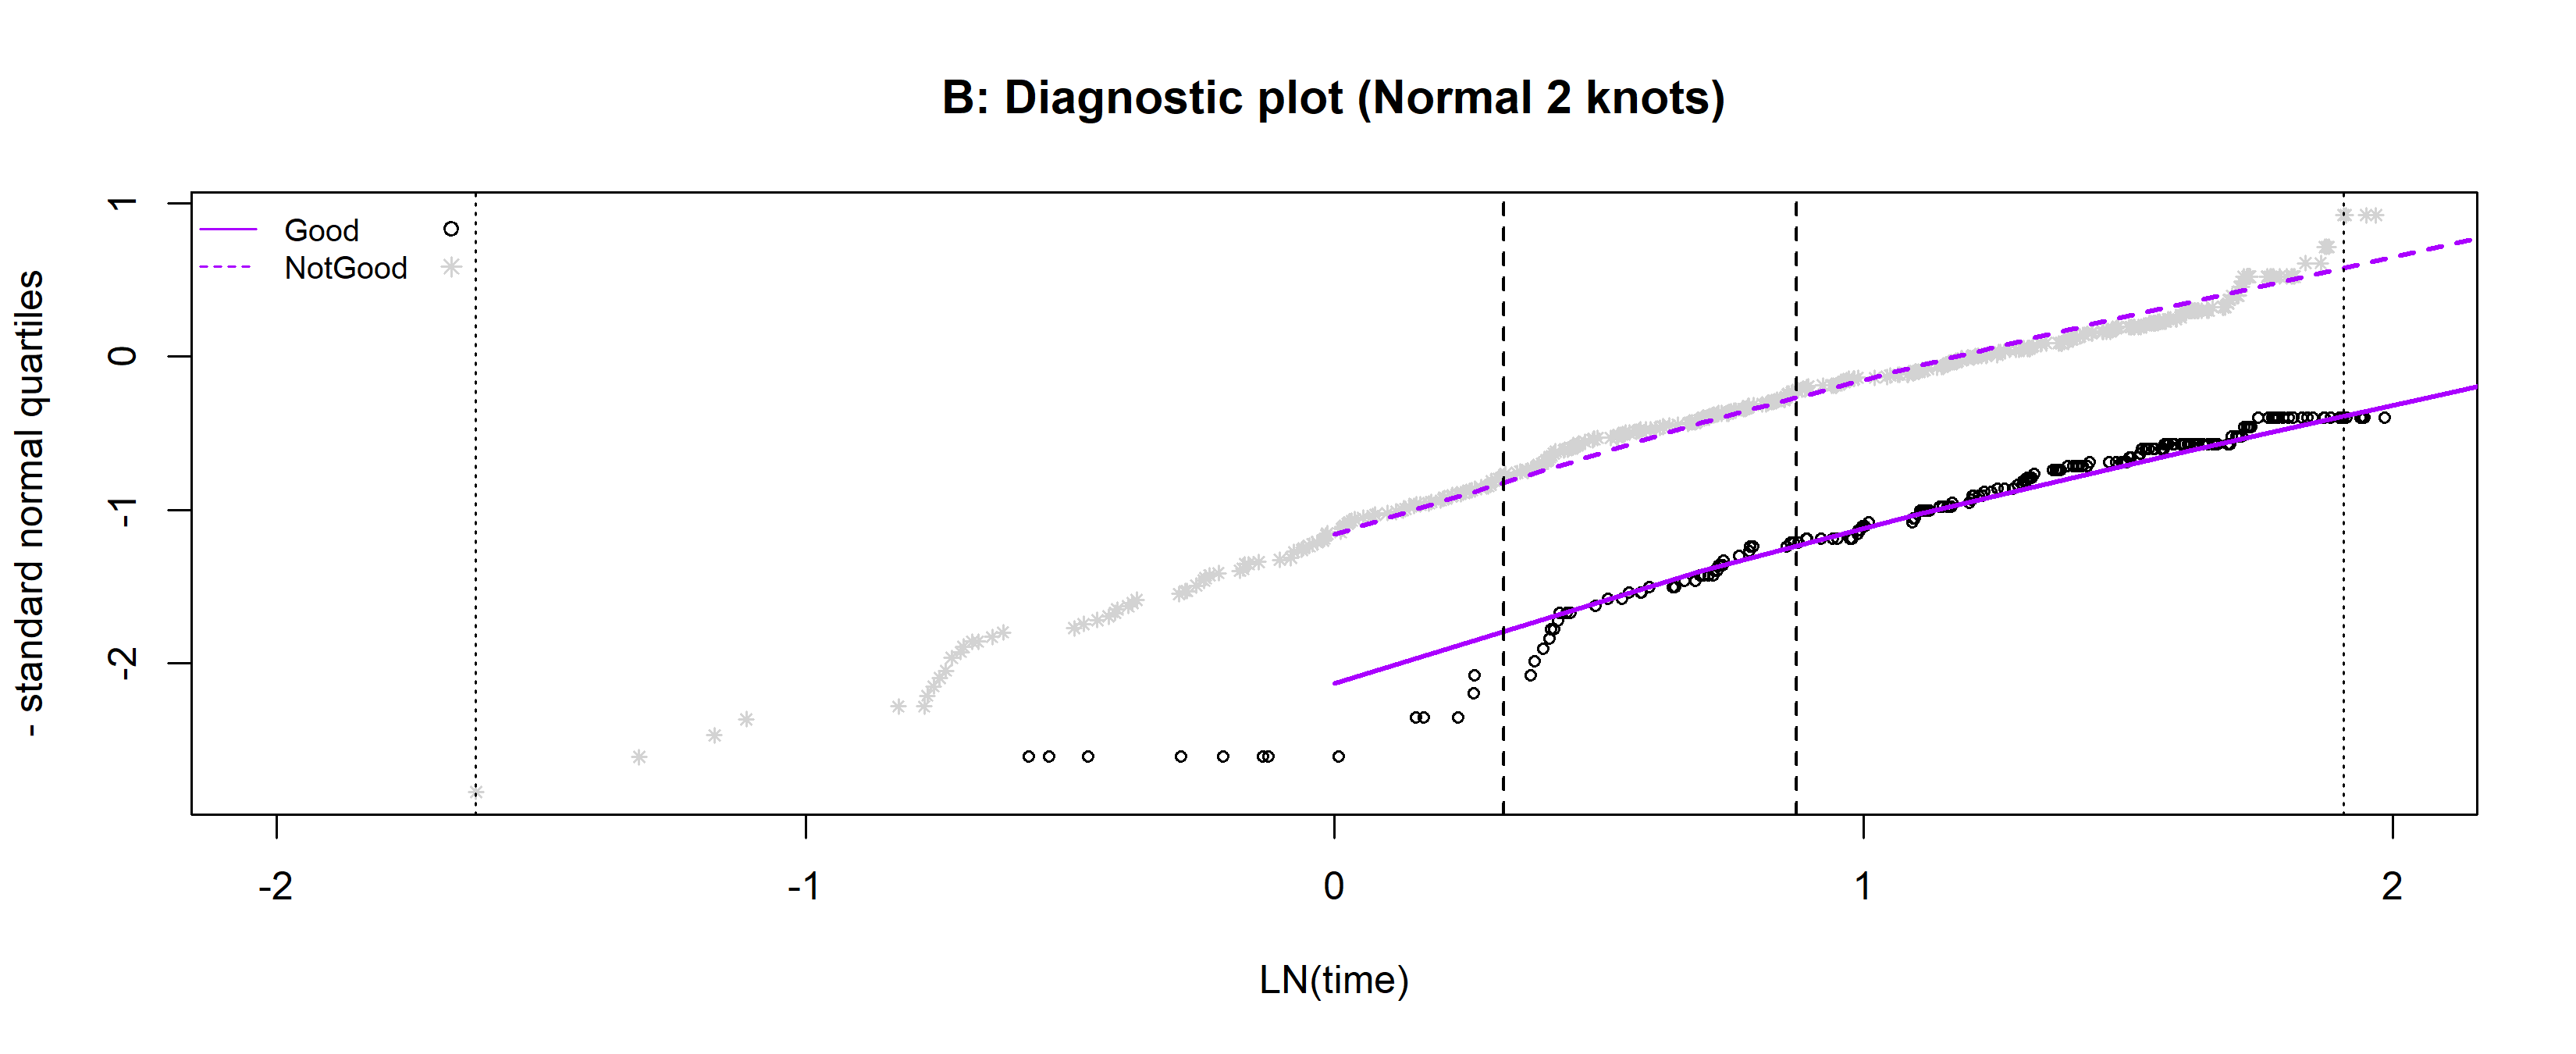 B: Diagnostic plot (Normal 2 knots)
- standard normal quartiles
1
0
-1
-2
Good
NotGood
-2 -1 0 1 2
LN(time)